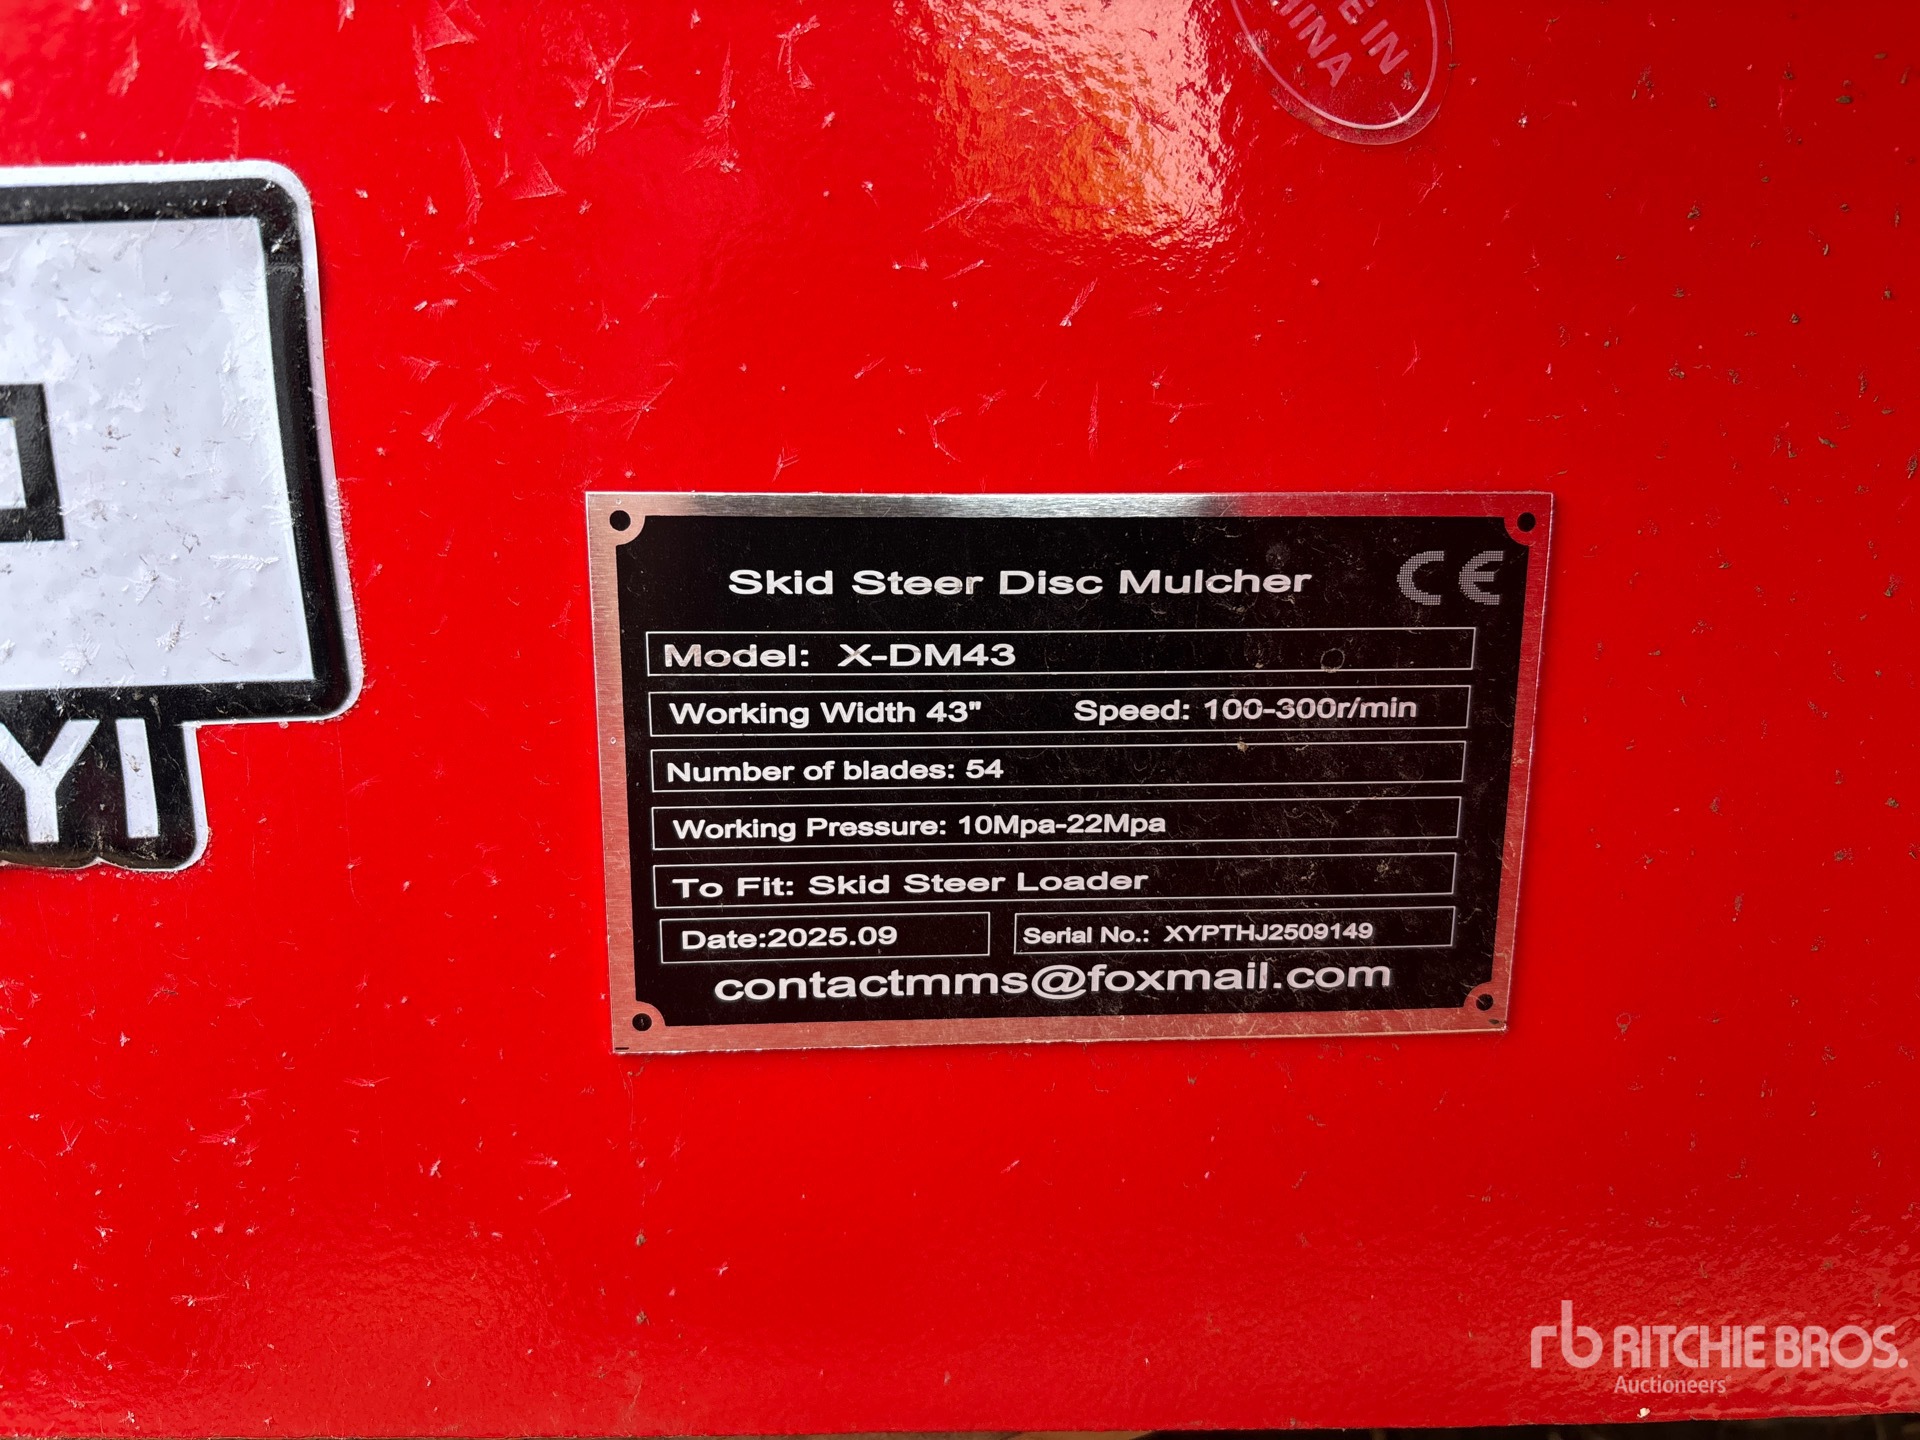 E IN
HINA
YI
Skid Steer Disc Mulcher CE
Model: X-DM43
Working Width 43" Speed: 100-300r/min
Number of blades: 54
Working Pressure: 10Mpa-22Mpa
To Fit: Skid Steer Loader
Date:2025.09 Serial No.: XYPTHJ2509149
contactmms@foxmail.com
rb RITCHIE BROS.
Auctioneers